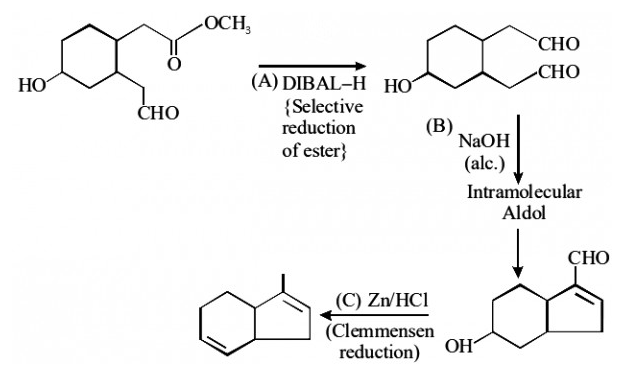 OCH₃
O
HO
CHO
(A) DIBAL–H
{Selective
reduction
of ester}
CHO
CHO
HO
(B) NaOH
(alc.)
Intramolecular
Aldol
CHO
OH
(C) Zn/HCl
(Clemmensen
reduction)